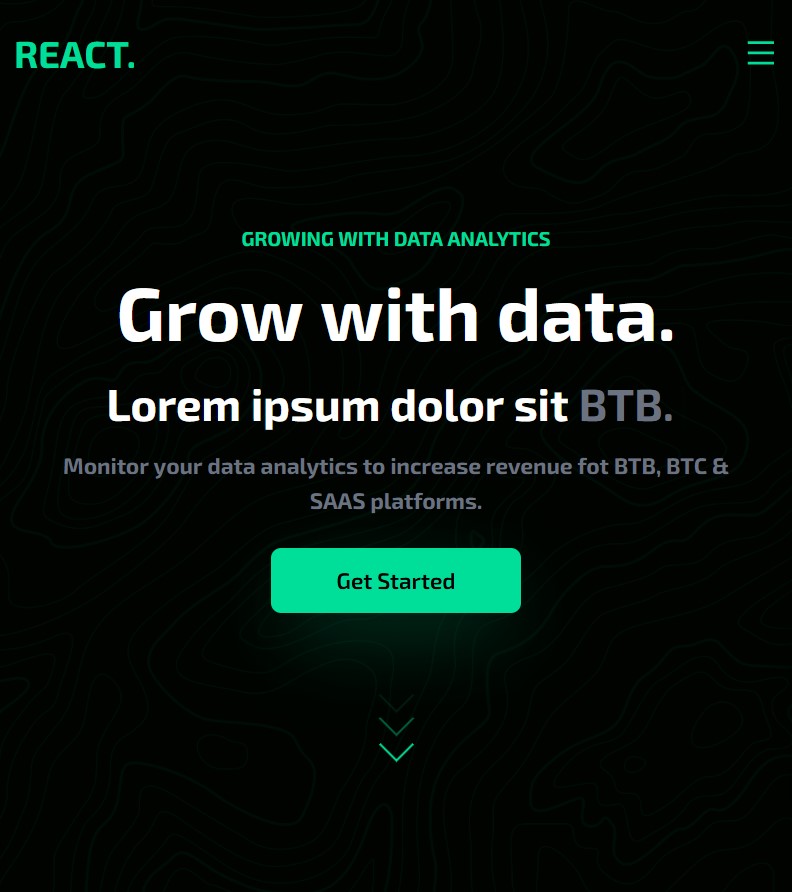 REACT.
GROWING WITH DATA ANALYTICS
Grow with data.
Lorem ipsum dolor sit BTB.
Monitor your data analytics to increase revenue fot BTB, BTC &
SAAS platforms.
Get Started